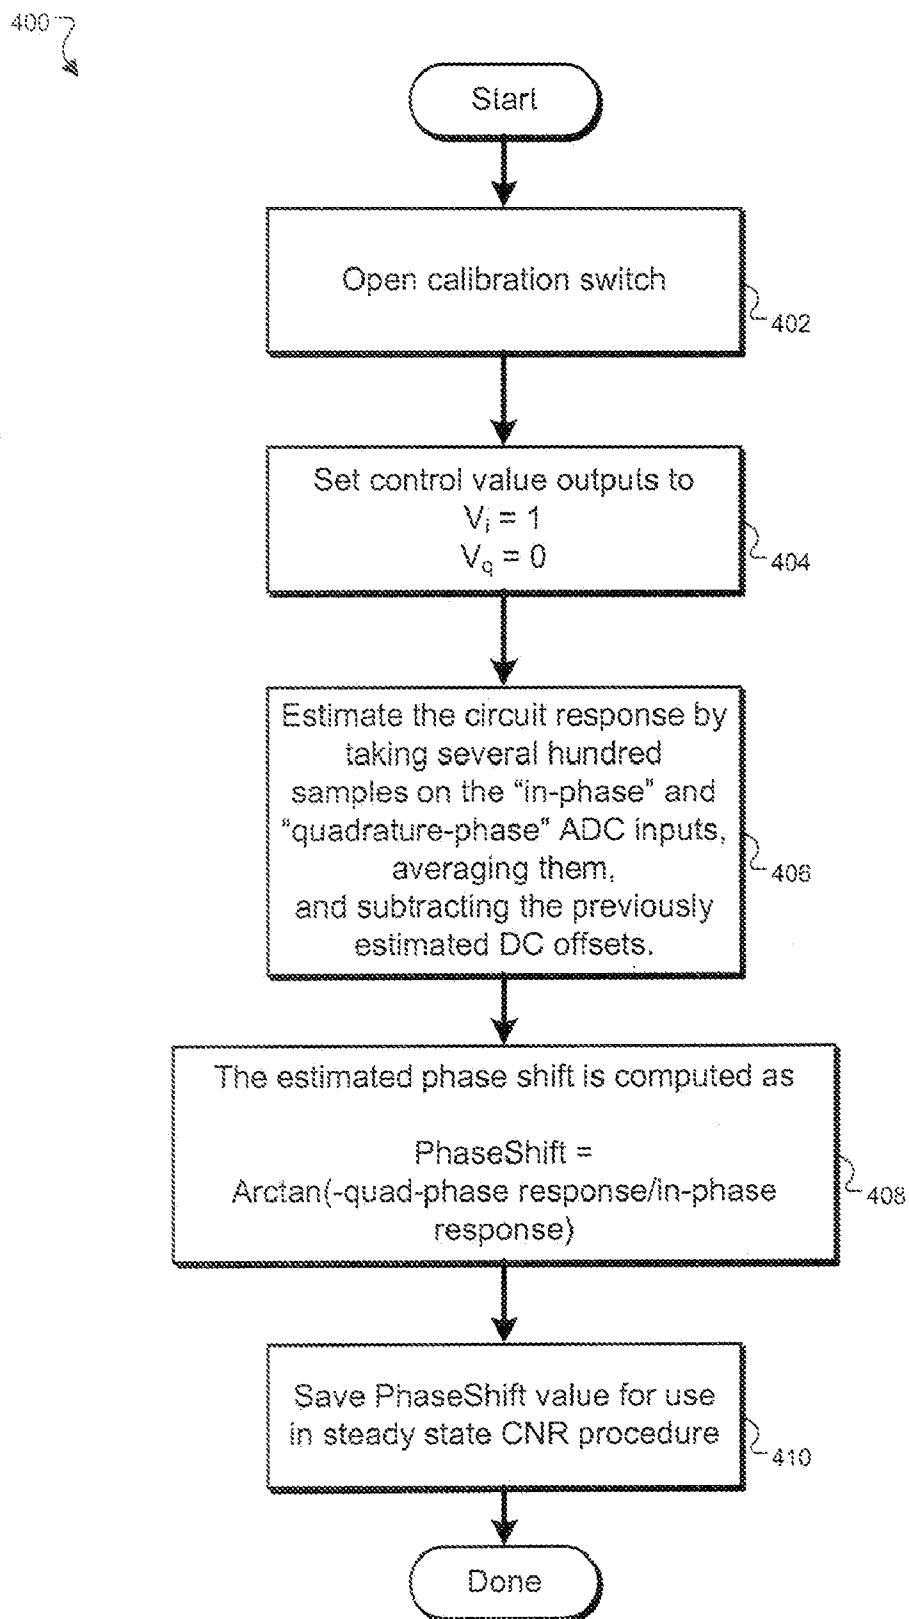 400
Start
Open calibration switch
402
Set control value outputs to
Vi = 1
Vq = 0
404
Estimate the circuit response by
taking several hundred
samples on the “in-phase” and
“quadrature-phase” ADC inputs,
averaging them,
and subtracting the previously
estimated DC offsets.
406
The estimated phase shift is computed as
PhaseShift =
Arctan(-quad-phase response/in-phase
response)
408
Save PhaseShift value for use
in steady state CNR procedure
410
Done